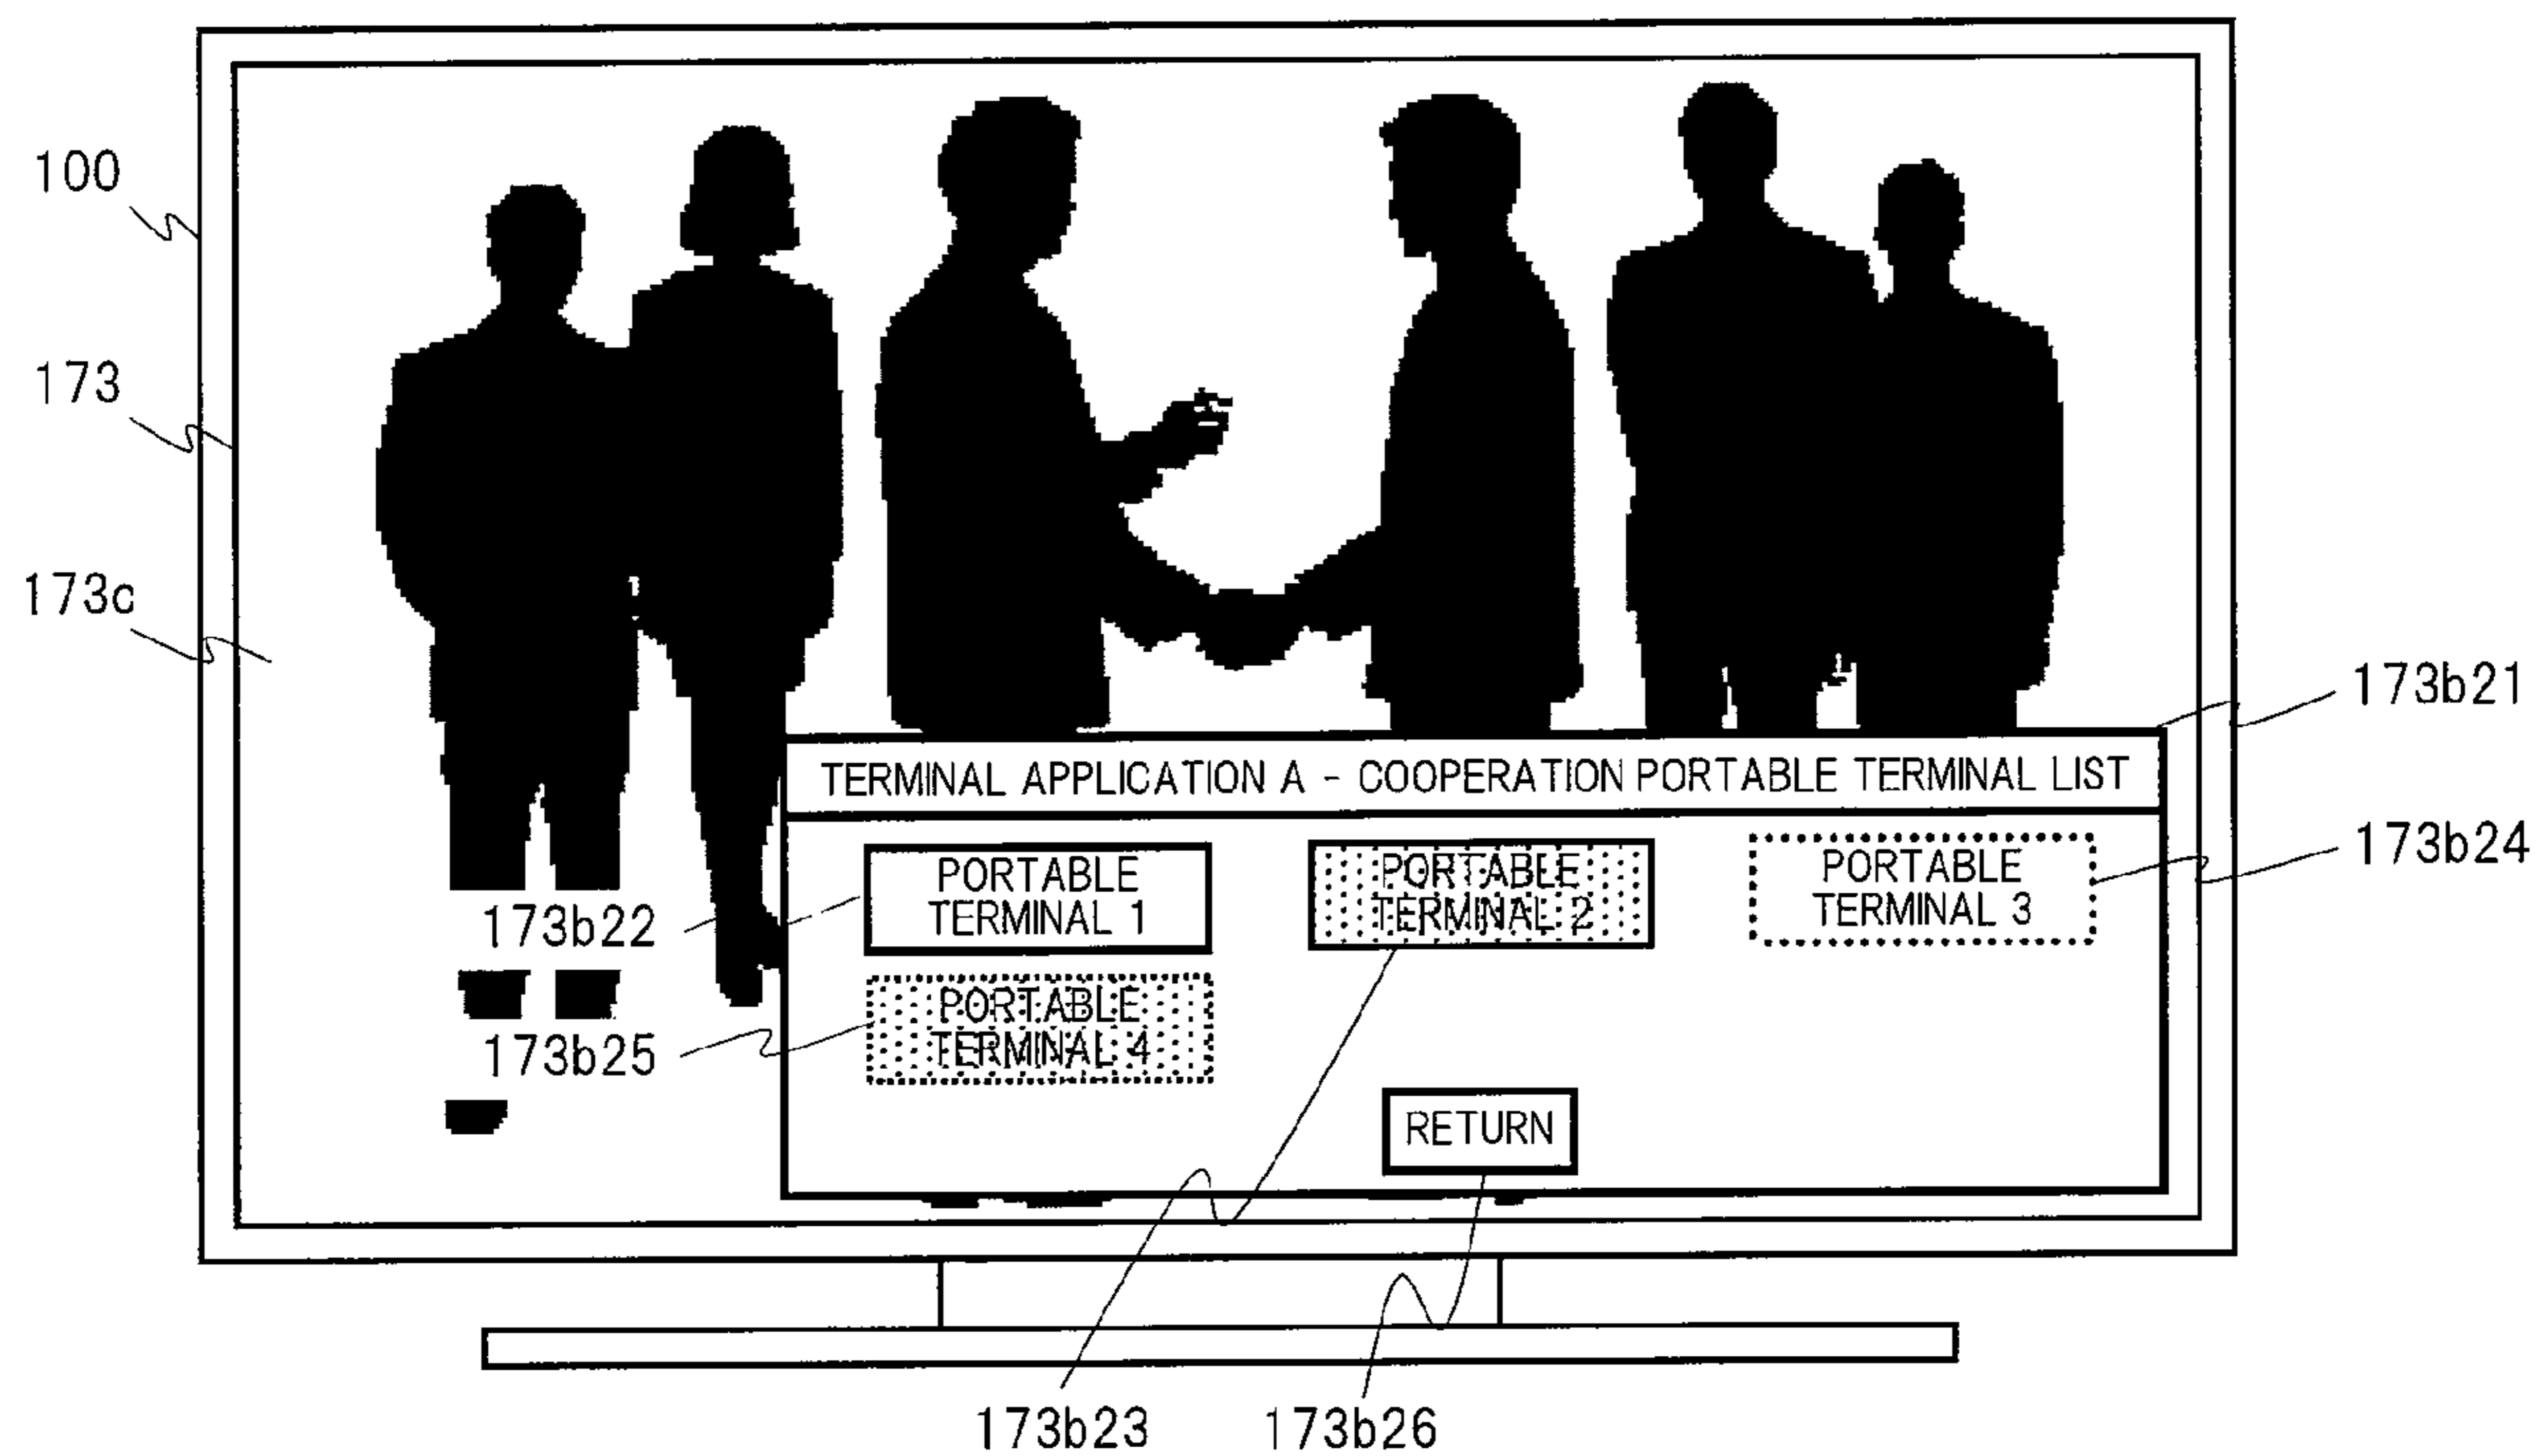 100
173
173c
173b21
TERMINAL APPLICATION A - COOPERATION PORTABLE TERMINAL LIST
173b24
PORTABLE
TERMINAL 1
PORTABLE
TERMINAL 2
PORTABLE
TERMINAL 3
173b22
PORTABLE
TERMINAL 4
173b25
RETURN
173b23
173b26